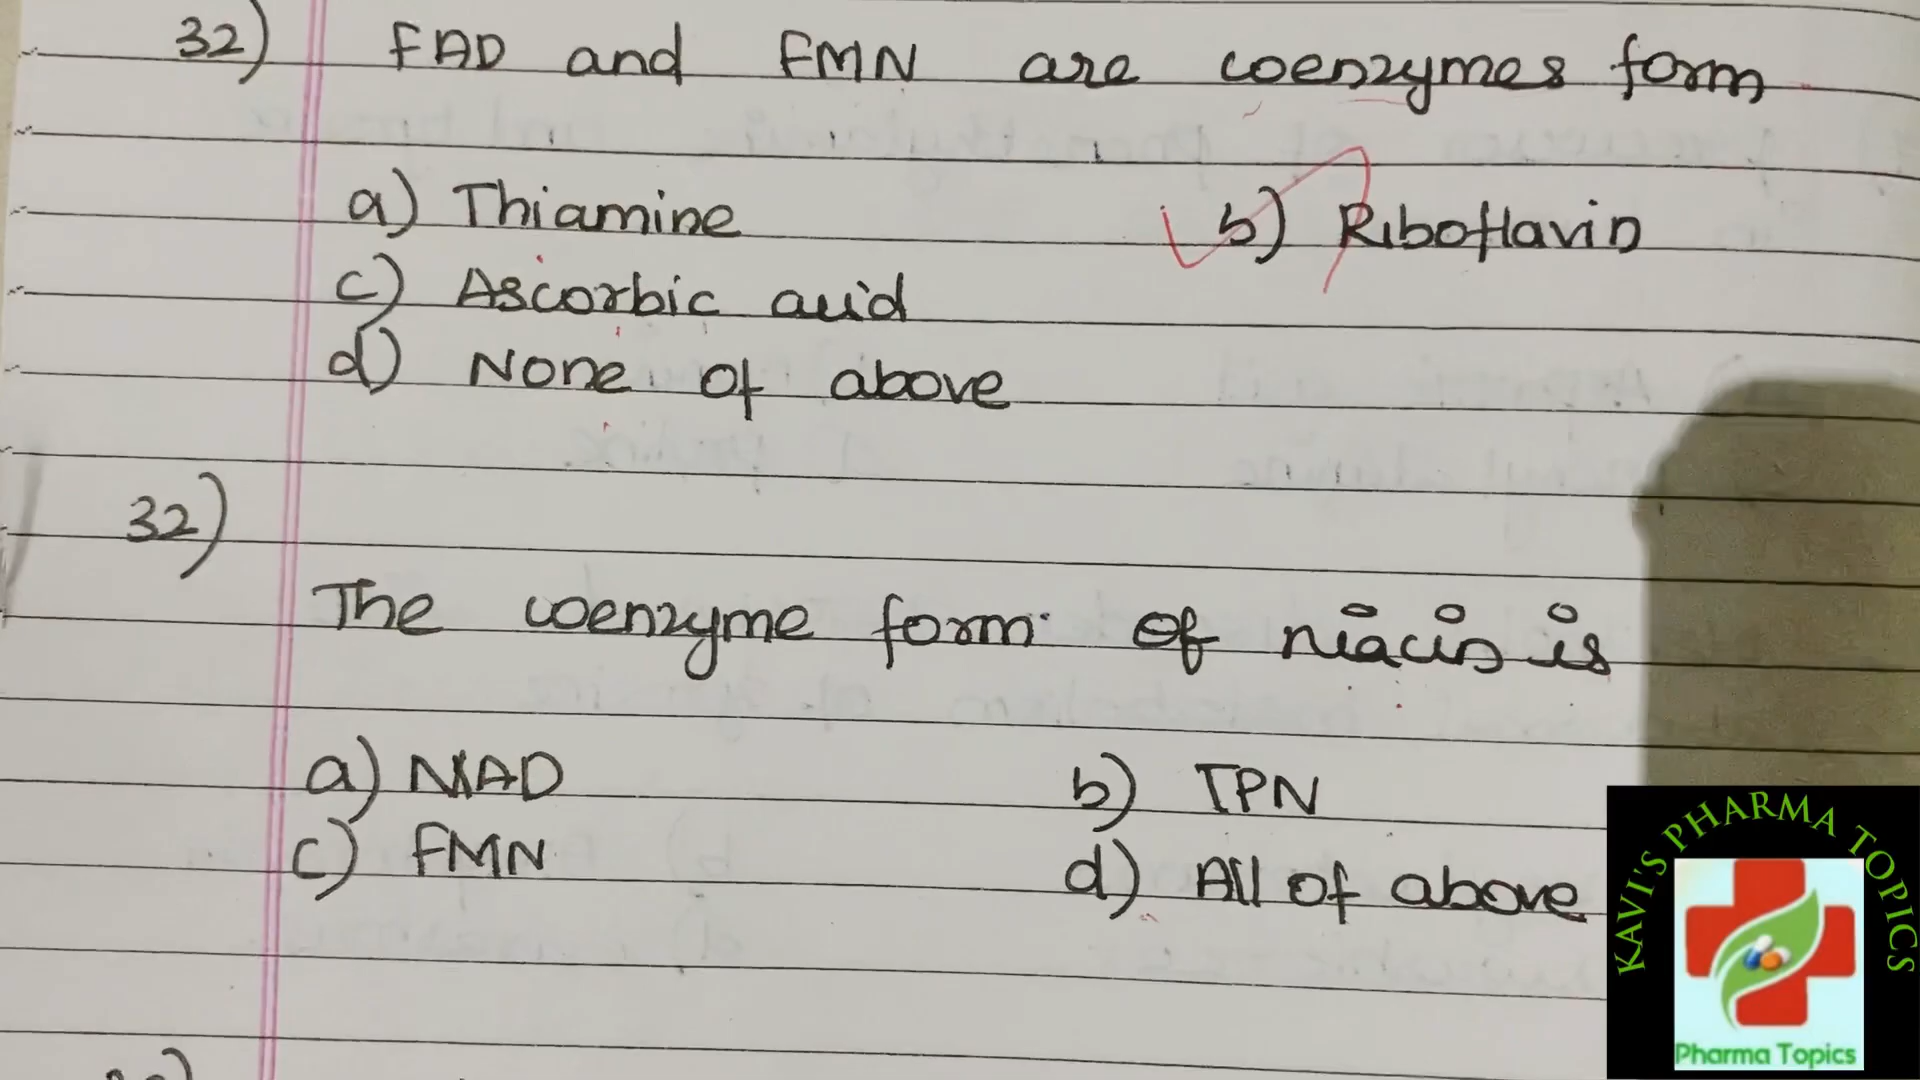 32) FAD and FMN are coenzymes form
a) Thiamine b) Riboflavin
c) Ascorbic acid
d) None of above
32)
The coenzyme form of niacin is
a) NAD b) TPN
c) FMN d) All of above
KAVI'S PHARMA TOPICS
Pharma Topics